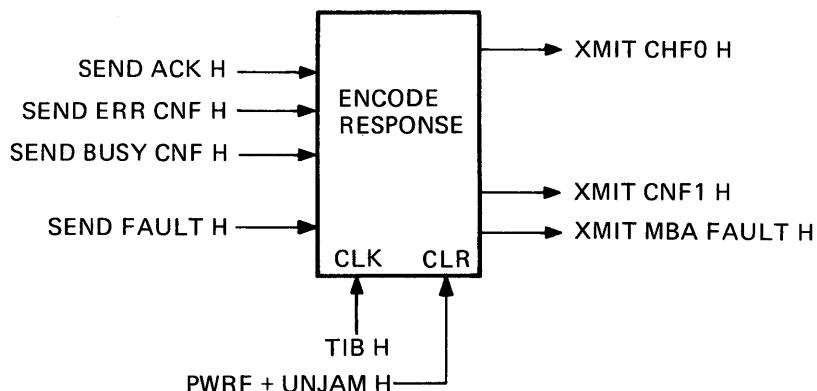 XMIT CHF0 H
SEND ACK H
ENCODE
RESPONSE
SEND ERR CNF H
SEND BUSY CNF H
XMIT CNF1 H
SEND FAULT H
XMIT MBA FAULT H
CLK CLR
TIB H
PWRF + UNJAM H